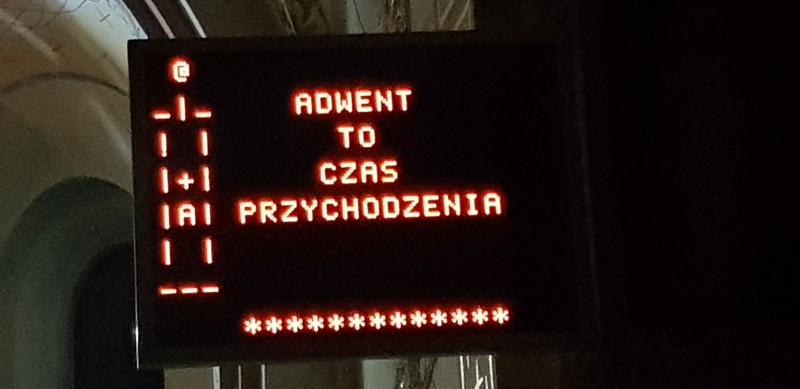 @
_|_
| |
|+| 
|A|
| |
---
ADWENT
TO
CZAS
PRZYCHODZENIA
*************